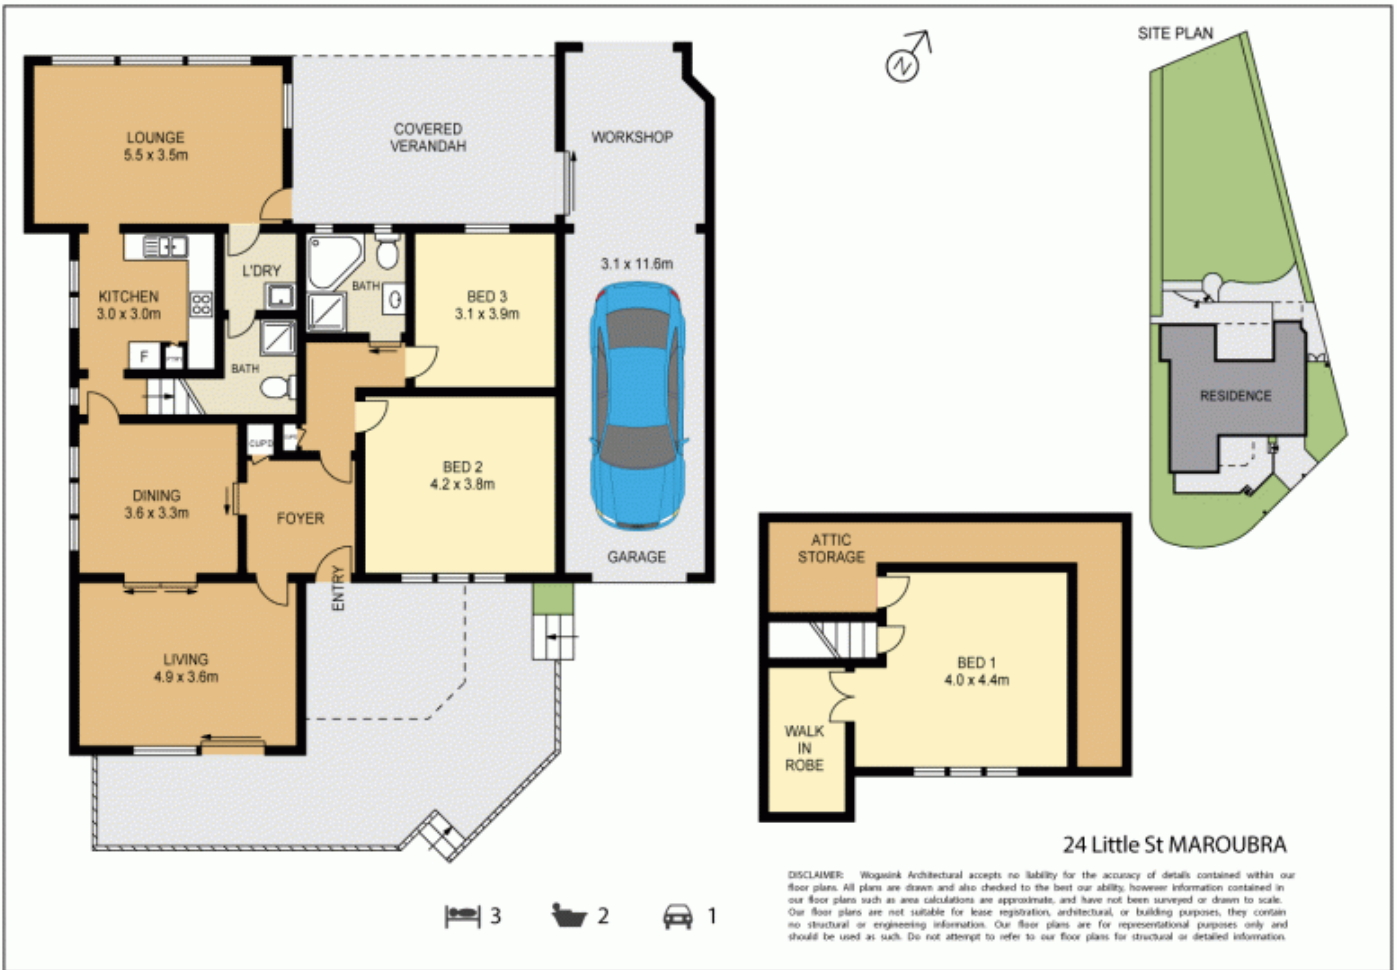 SITE PLAN
N
LOUNGE
5.5 x 3.5m
COVERED
VERANDAH
WORKSHOP
L'DRY
KITCHEN
3.0 x 3.0m
BATH
BED 3
3.1 x 3.9m
3.1 x 11.6m
F
BATH
RESIDENCE
CUP'D
BED 2
4.2 x 3.8m
DINING
3.6 x 3.3m
FOYER
GARAGE
ENTRY
ATTIC
STORAGE
LIVING
4.9 x 3.6m
BED 1
4.0 x 4.4m
WALK
IN
ROBE
24 Little St MAROUBRA
DISCLAIMER: Wogasink Architectural accepts no liability for the accuracy of details contained within our
floor plans. All plans are drawn and also checked to the best our ability, however information contained in
our floor plans such as area calculations are approximate, and have not been surveyed or drawn to scale.
Our floor plans are not suitable for lease registration, architectural, or building purposes, they contain
no structural or engineering information. Our floor plans are for representational purposes only and
should be used as such. Do not attempt to refer to our floor plans for structural or detailed information.
3 2 1